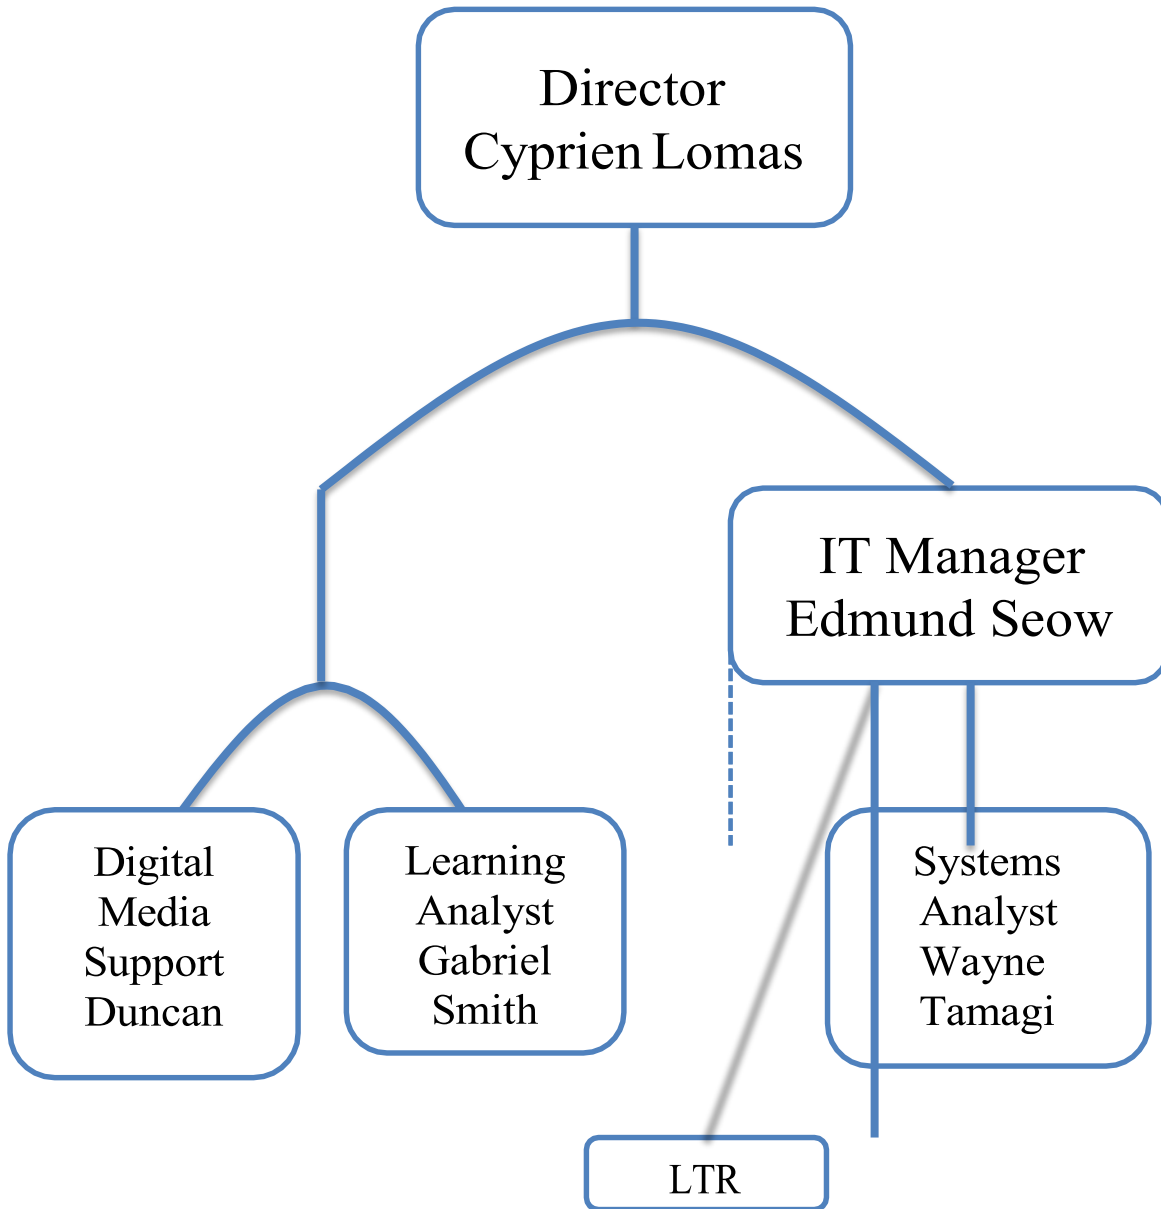 Director
Cyprien Lomas
IT Manager
Edmund Seow
Digital
Media
Support
Duncan
Learning
Analyst
Gabriel
Smith
Systems
Analyst
Wayne
Tamagi
LTR